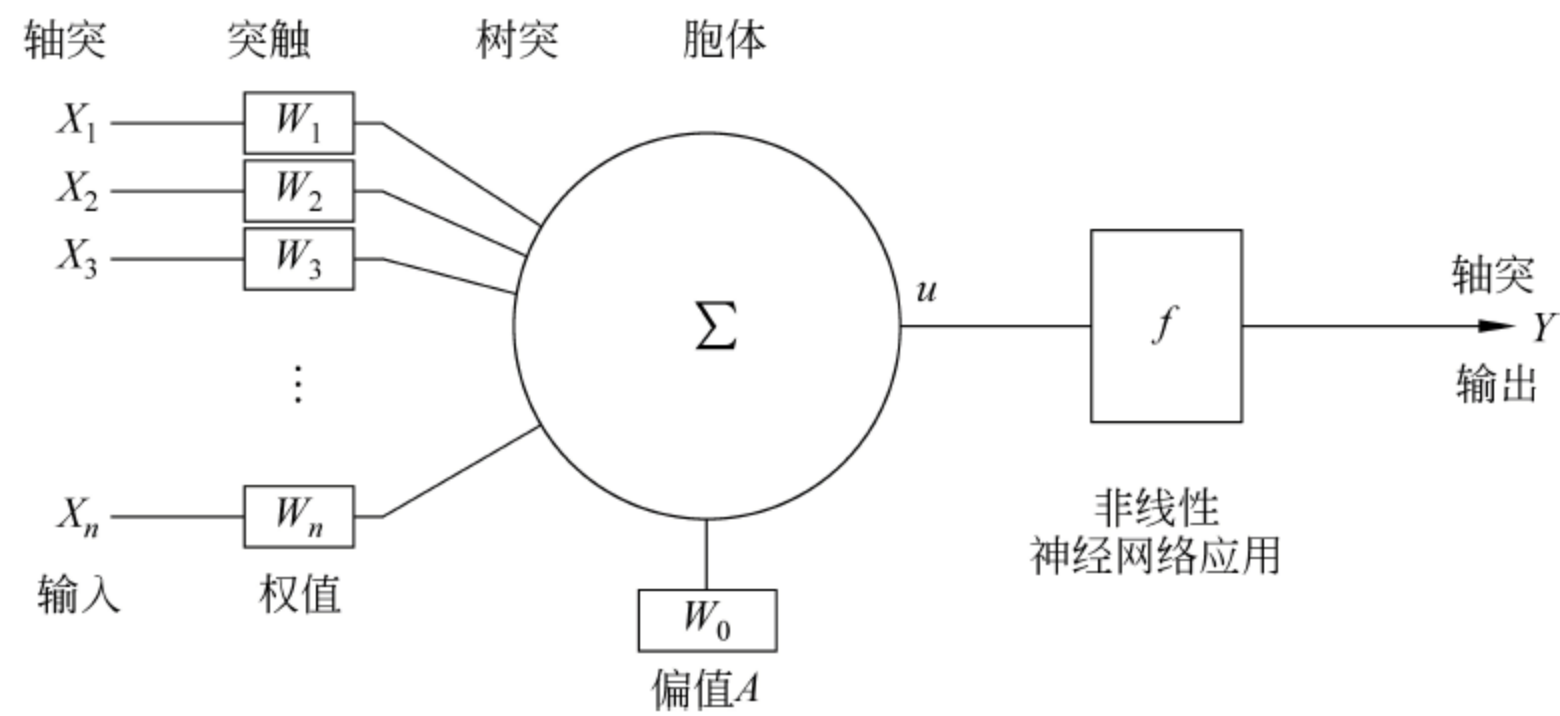 轴突 突触 树突 胞体
X1 W1
X2 W2
X3 W3
⋮
Xn Wn
输入 权值
Σ
W0
偏值A
u
f
非线性
神经网络应用
轴突
Y
输出